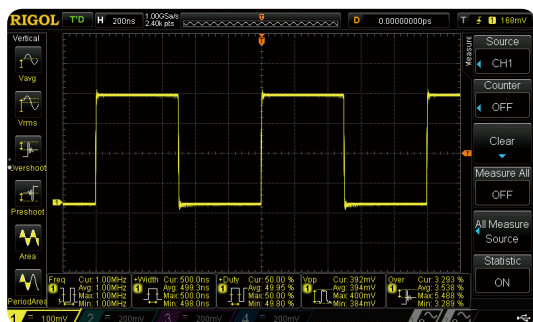 RIGOL T'D H 200ns 1.00GSa/s 2.40k pts D 0.00000000ps T 1 168mV
Vertical
Measure
Source
CH1
Vavg
Counter
OFF
Vrms
Clear
Overshoot
Measure All
OFF
Preshoot
All Measure
Source
Area
Statistic
ON
PeriodArea
Freq Cur:1.00MHz +Width Cur:500.0ns +Duty Cur:50.00 % Vpp Cur:392mV Over Cur:3.293 %
Avg:1.00MHz Avg:499.3ns Avg:49.95 % Avg:394mV Avg:3.538 %
Max:1.00MHz Max:500.0ns Max:50.00 % Max:400mV Max:5.488 %
Min:1.00MHz Min:498.0ns Min:49.80 % Min:384mV Min:3.289 %
1 = 100mV 2 = 200mV 3 = 200mV 4 = 200mV